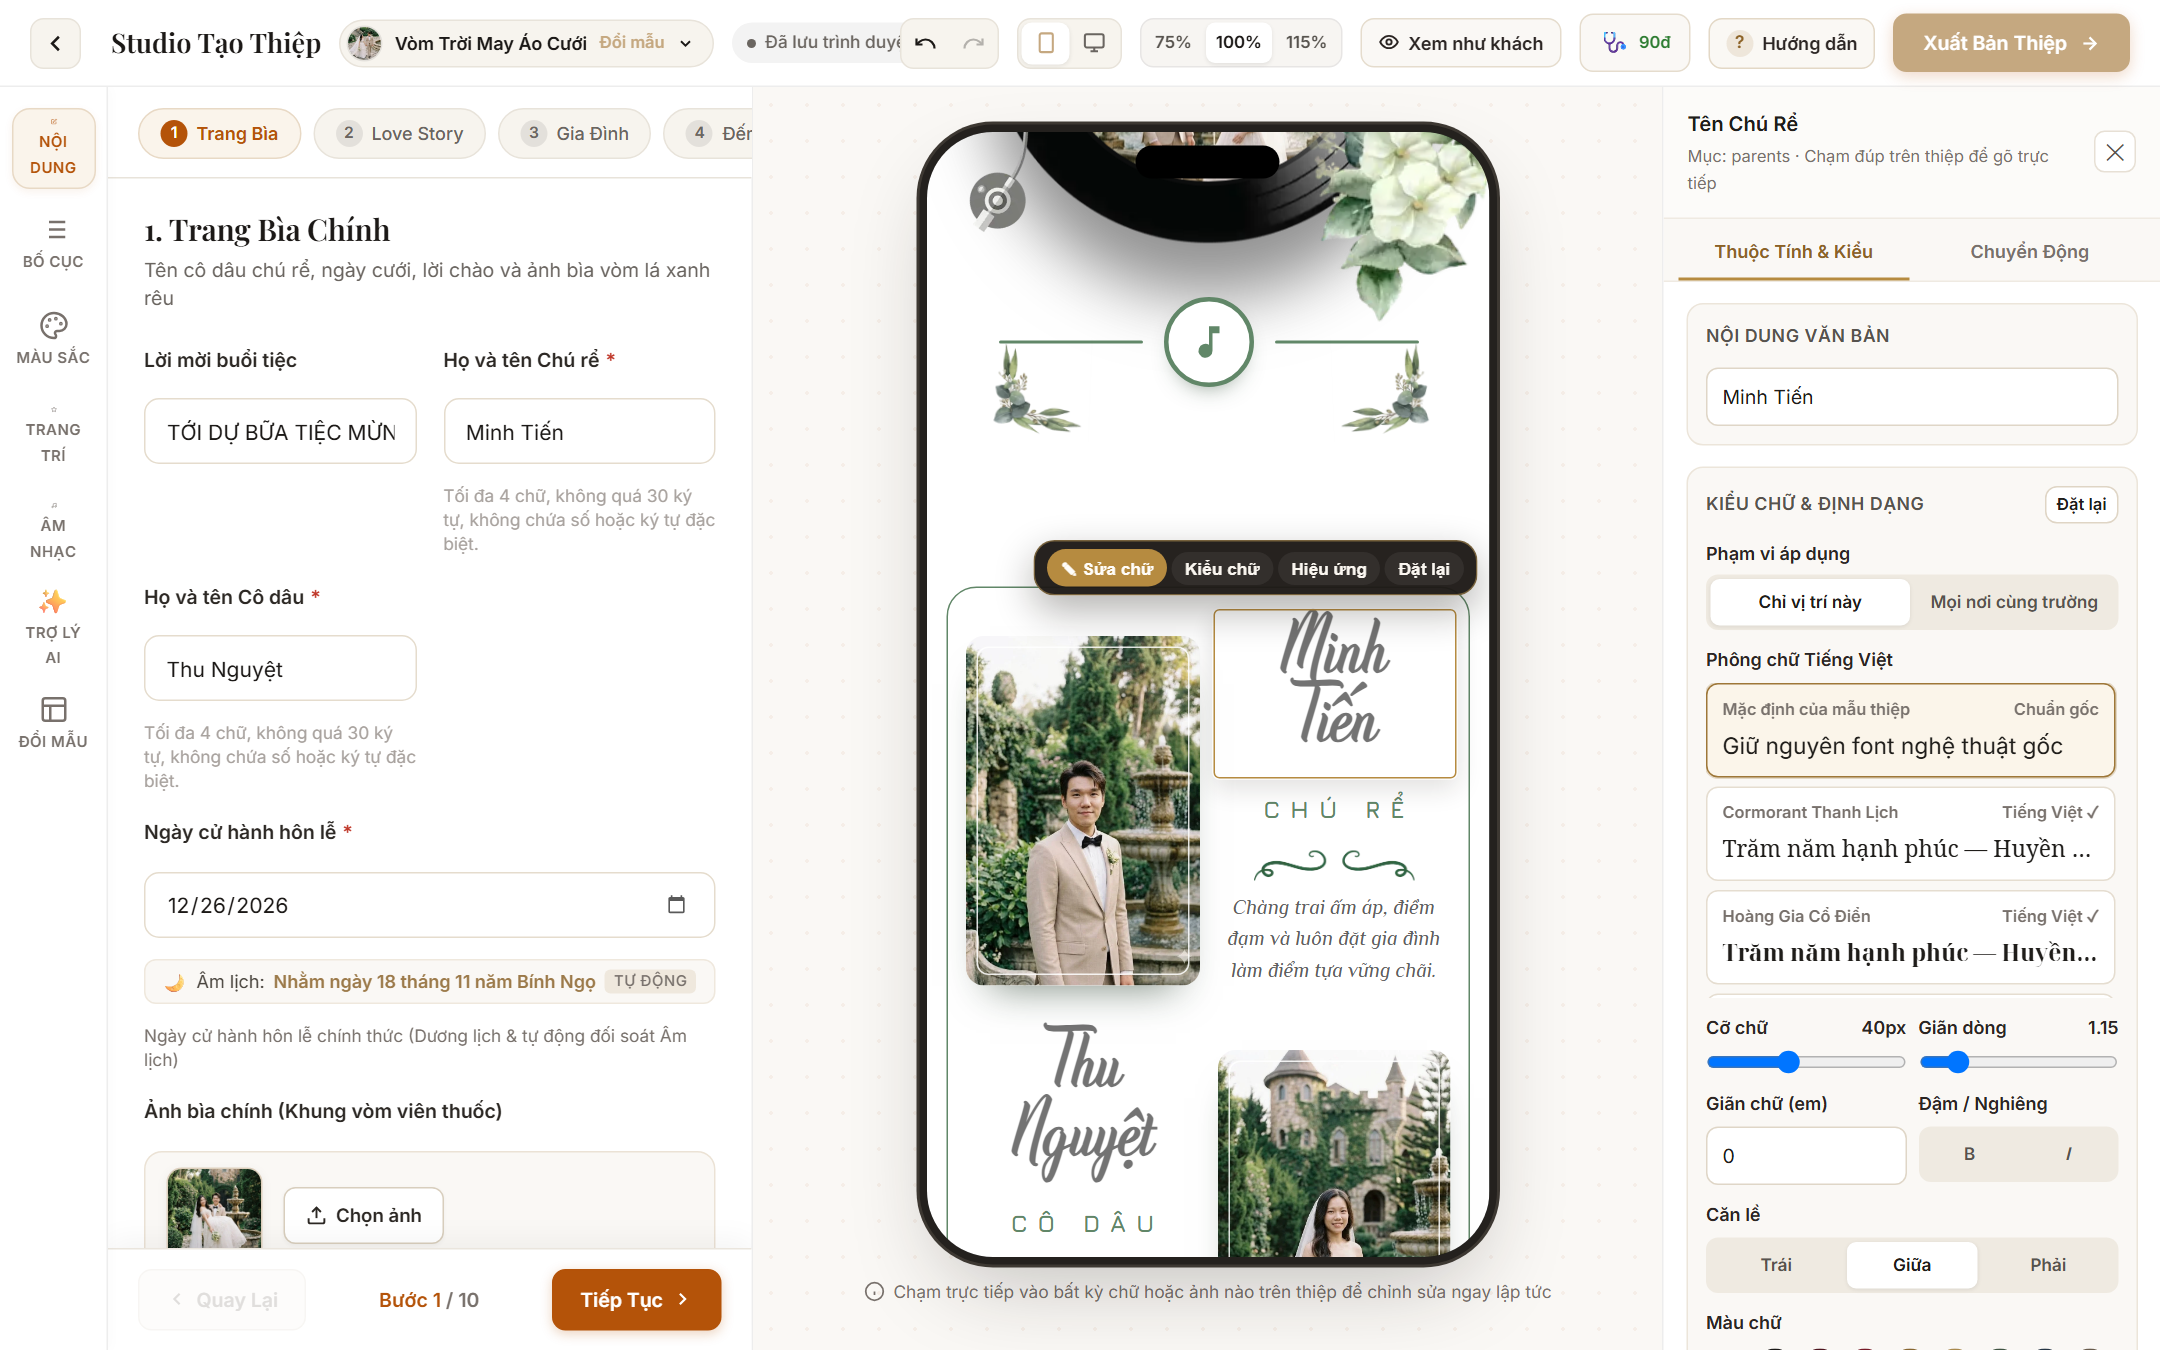 Studio Tạo Thiệp
Vòm Trời May Áo Cưới Đổi mẫu
Đã lưu trình duyệ
75% 100% 115%
Xem như khách
90đ
? Hướng dẫn
Xuất Bản Thiệp →
NỘI
DUNG
BỐ CỤC
MÀU SẮC
TRANG
TRÍ
ÂM
NHẠC
TRỢ LÝ
AI
ĐỔI MẪU
1 Trang Bìa
2 Love Story
3 Gia Đình
4 Đến
1. Trang Bìa Chính
Tên cô dâu chú rể, ngày cưới, lời chào và ảnh bìa vòm lá xanh
rêu
Lời mời buổi tiệc
TỚI DỰ BỮA TIỆC MỪN
Họ và tên Chú rể *
Minh Tiến
Tối đa 4 chữ, không quá 30 ký
tự, không chứa số hoặc ký tự đặc
biệt.
Họ và tên Cô dâu *
Thu Nguyệt
Tối đa 4 chữ, không quá 30 ký
tự, không chứa số hoặc ký tự đặc
biệt.
Ngày cử hành hôn lễ *
12/26/2026
Âm lịch: Nhằm ngày 18 tháng 11 năm Bính Ngọ TỰ ĐỘNG
Ngày cử hành hôn lễ chính thức (Dương lịch & tự động đối soát Âm
lịch)
Ảnh bìa chính (Khung vòm viên thuốc)
Chọn ảnh
Quay Lại
Bước 1 / 10
Tiếp Tục
Sửa chữ Kiểu chữ Hiệu ứng Đặt lại
Minh
Tiến
CHÚ RỂ
Chàng trai ấm áp, điềm
đạm và luôn đặt gia đình
làm điểm tựa vững chãi.
Thu
Nguyệt
CÔ DÂU
Chạm trực tiếp vào bất kỳ chữ hoặc ảnh nào trên thiệp để chỉnh sửa ngay lập tức
Tên Chú Rể
Mục: parents · Chạm đúp trên thiệp để gõ trực
tiếp
Thuộc Tính & Kiểu
Chuyển Động
NỘI DUNG VĂN BẢN
Minh Tiến
KIỂU CHỮ & ĐỊNH DẠNG
Đặt lại
Phạm vi áp dụng
Chỉ vị trí này
Mọi nơi cùng trường
Phông chữ Tiếng Việt
Mặc định của mẫu thiệp Chuẩn gốc
Giữ nguyên font nghệ thuật gốc
Cormorant Thanh Lịch Tiếng Việt ✓
Trăm năm hạnh phúc — Huyền ...
Hoàng Gia Cổ Điển Tiếng Việt ✓
Trăm năm hạnh phúc — Huyền...
Cỡ chữ 40px
Giãn dòng 1.15
Giãn chữ (em)
0
Đậm / Nghiêng
B I
Căn lề
Trái Giữa Phải
Màu chữ